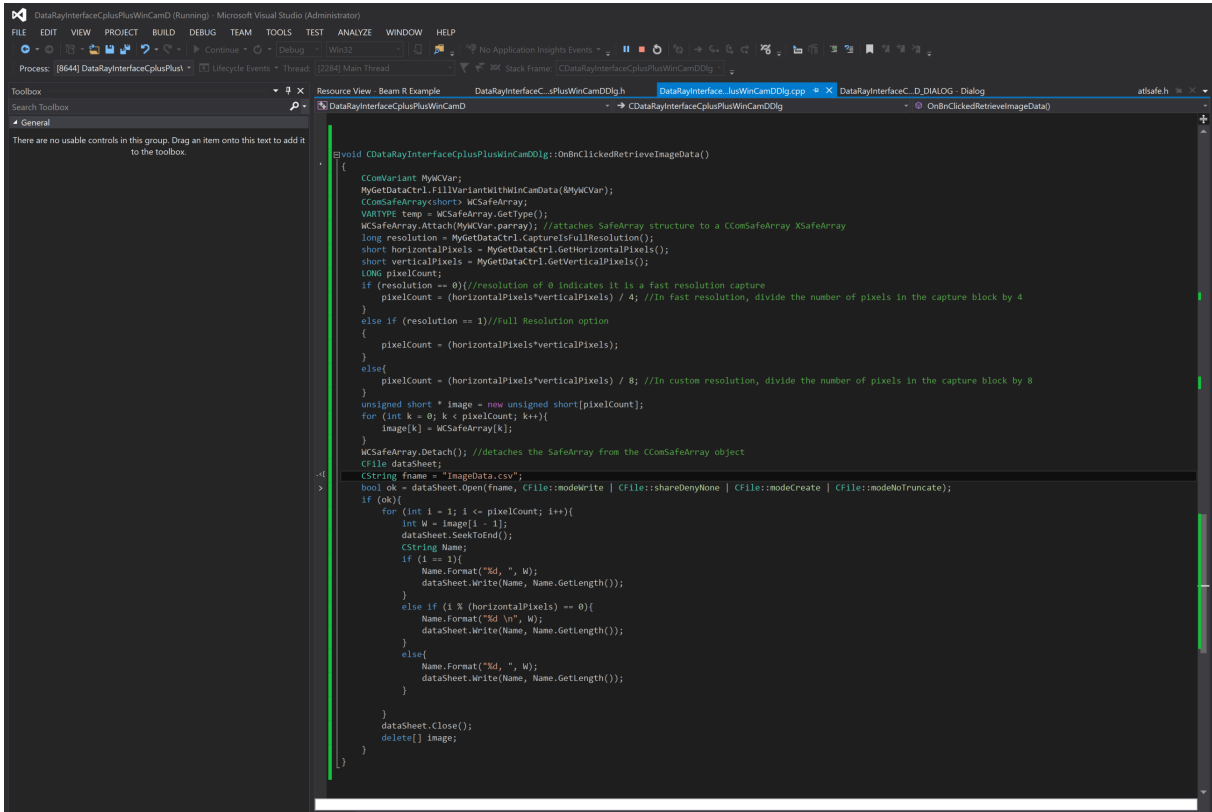 DataRayInterfaceCplusPlusWinCamD (Running) - Microsoft Visual Studio (Administrator)
FILE EDIT VIEW PROJECT BUILD DEBUG TEAM TOOLS TEST ANALYZE WINDOW HELP
Continue Debug Win32 No Application Insights Events
Process: [8644] DataRayInterfaceCplusPlus\ Lifecycle Events Thread: [2284] Main Thread Stack Frame: CDataRayInterfaceCplusPlusWinCamDDlg
Toolbox
Search Toolbox
General
There are no usable controls in this group. Drag an item onto this text to add it
to the toolbox.
Resource View - Beam R Example DataRayInterfaceC...sPlusWinCamDDlg.h DataRayInterface...lusWinCamDDlg.cpp DataRayInterfaceC...D_DIALOG - Dialog atlsafe.h
DataRayInterfaceCplusPlusWinCamD CDataRayInterfaceCplusPlusWinCamDDlg OnBnClickedRetrieveImageData()
void CDataRayInterfaceCplusPlusWinCamDDlg::OnBnClickedRetrieveImageData()
{
CComVariant MyWCVar;
MyGetDataCtrl.FillVariantWithWinCamData(&MyWCVar);
CComSafeArray<short> WCSafeArray;
VARTYPE temp = WCSafeArray.GetType();
WCSafeArray.Attach(MyWCVar.parray); //attaches SafeArray structure to a CComSafeArray XSafeArray
long resolution = MyGetDataCtrl.CaptureIsFullResolution();
short horizontalPixels = MyGetDataCtrl.GetHorizontalPixels();
short verticalPixels = MyGetDataCtrl.GetVerticalPixels();
LONG pixelCount;
if (resolution == 0){//resolution of 0 indicates it is a fast resolution capture
pixelCount = (horizontalPixels*verticalPixels) / 4; //In fast resolution, divide the number of pixels in the capture block by 4
}
else if (resolution == 1)//Full Resolution option
{
pixelCount = (horizontalPixels*verticalPixels);
}
else{
pixelCount = (horizontalPixels*verticalPixels) / 8; //In custom resolution, divide the number of pixels in the capture block by 8
}
unsigned short * image = new unsigned short[pixelCount];
for (int k = 0; k < pixelCount; k++){
image[k] = WCSafeArray[k];
}
WCSafeArray.Detach(); //detaches the SafeArray from the CComSafeArray object
CFile dataSheet;
CString fname = "ImageData.csv";
bool ok = dataSheet.Open(fname, CFile::modeWrite | CFile::shareDenyNone | CFile::modeCreate | CFile::modeNoTruncate);
if (ok){
for (int i = 1; i <= pixelCount; i++){
int W = image[i - 1];
dataSheet.SeekToEnd();
CString Name;
if (i == 1){
Name.Format("%d, ", W);
dataSheet.Write(Name, Name.GetLength());
}
else if (i % (horizontalPixels) == 0){
Name.Format("%d \n", W);
dataSheet.Write(Name, Name.GetLength());
}
else{
Name.Format("%d, ", W);
dataSheet.Write(Name, Name.GetLength());
}
}
dataSheet.Close();
delete[] image;
}
}